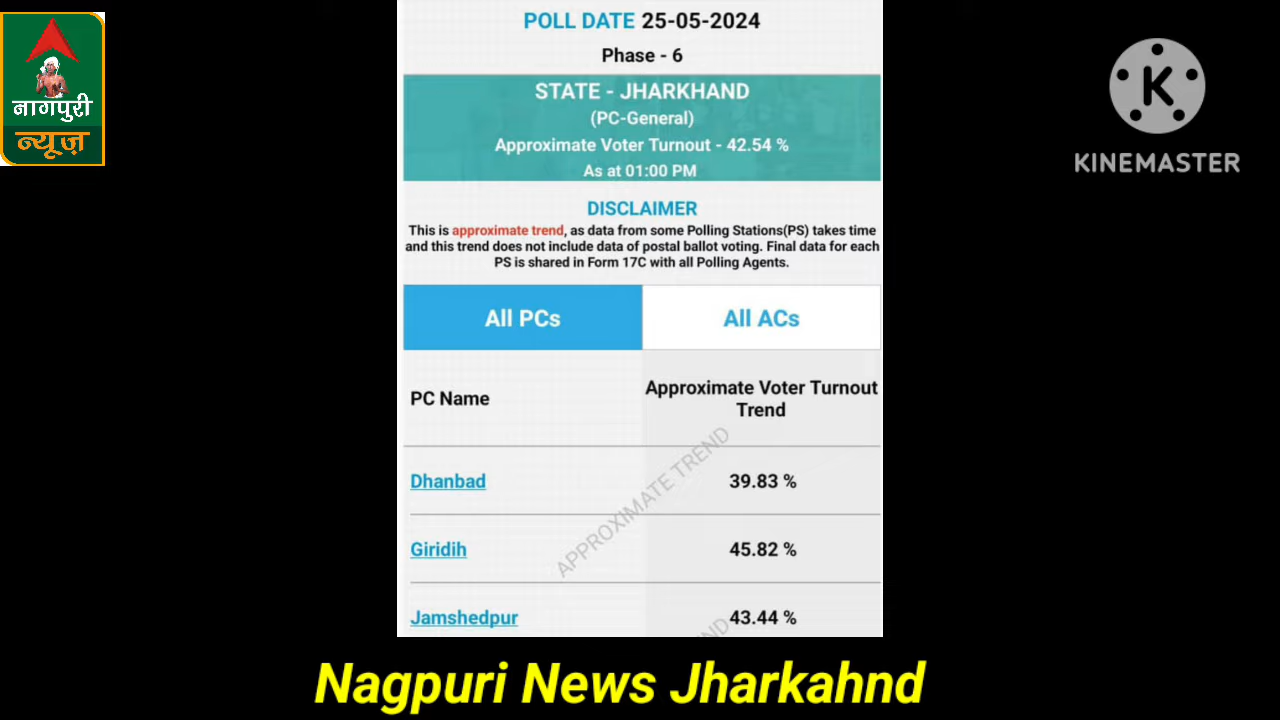 नागपुरी
न्यूज़
POLL DATE 25-05-2024
Phase - 6
STATE - JHARKHAND
(PC-General)
Approximate Voter Turnout - 42.54 %
As at 01:00 PM
DISCLAIMER
This is approximate trend, as data from some Polling Stations(PS) takes time
and this trend does not include data of postal ballot voting. Final data for each
PS is shared in Form 17C with all Polling Agents.
All PCs All ACs
PC Name Approximate Voter Turnout
Trend
Dhanbad 39.83 %
Giridih 45.82 %
Jamshedpur 43.44 %
APPROXIMATE TREND
ND
K
KINEMASTER
Nagpuri News Jharkahnd